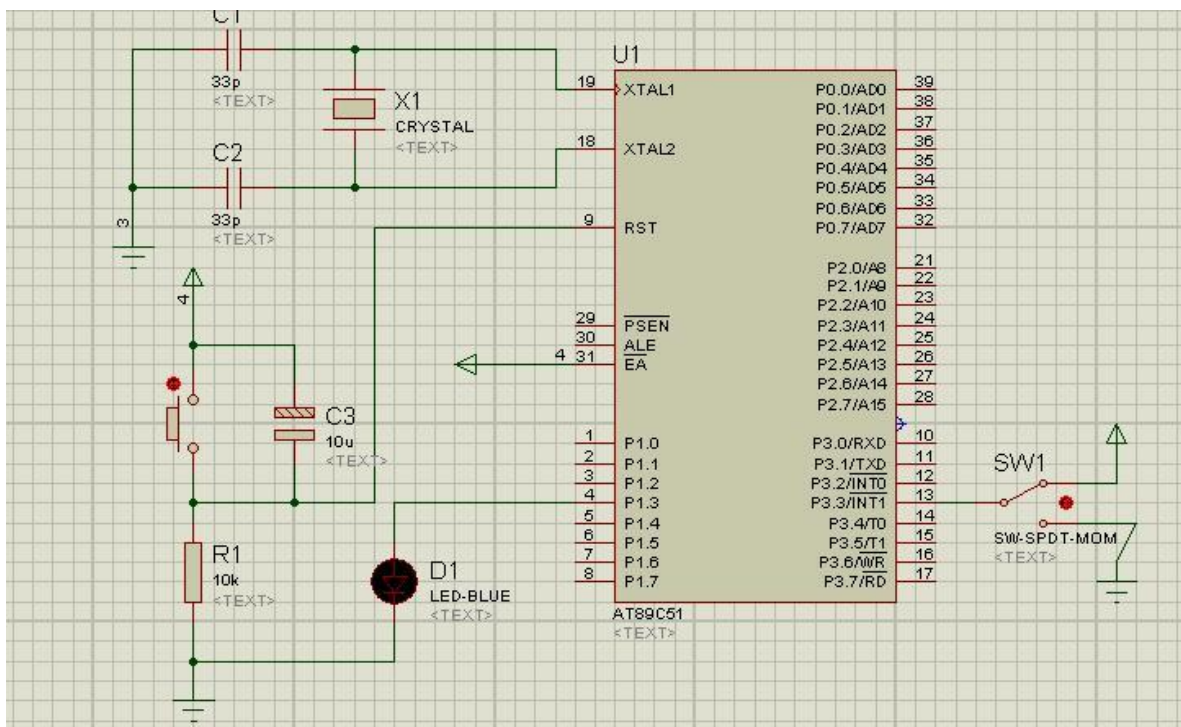 C1
33p
<TEXT>
X1
CRYSTAL
<TEXT>
C2
33p
<TEXT>
3
4
C3
10u
<TEXT>
R1
10k
<TEXT>
D1
LED-BLUE
<TEXT>
U1
19 XTAL1
18 XTAL2
9 RST
29 PSEN
30 ALE
4 31 EA
1 P1.0
2 P1.1
3 P1.2
4 P1.3
5 P1.4
6 P1.5
7 P1.6
8 P1.7
P0.0/AD0 39
P0.1/AD1 38
P0.2/AD2 37
P0.3/AD3 36
P0.4/AD4 35
P0.5/AD5 34
P0.6/AD6 33
P0.7/AD7 32
P2.0/A8 21
P2.1/A9 22
P2.2/A10 23
P2.3/A11 24
P2.4/A12 25
P2.5/A13 26
P2.6/A14 27
P2.7/A15 28
P3.0/RXD 10
P3.1/TXD 11
P3.2/INT0 12
P3.3/INT1 13
P3.4/T0 14
P3.5/T1 15
P3.6/WR 16
P3.7/RD 17
AT89C51
<TEXT>
SW1
SW-SPDT-MOM
<TEXT>